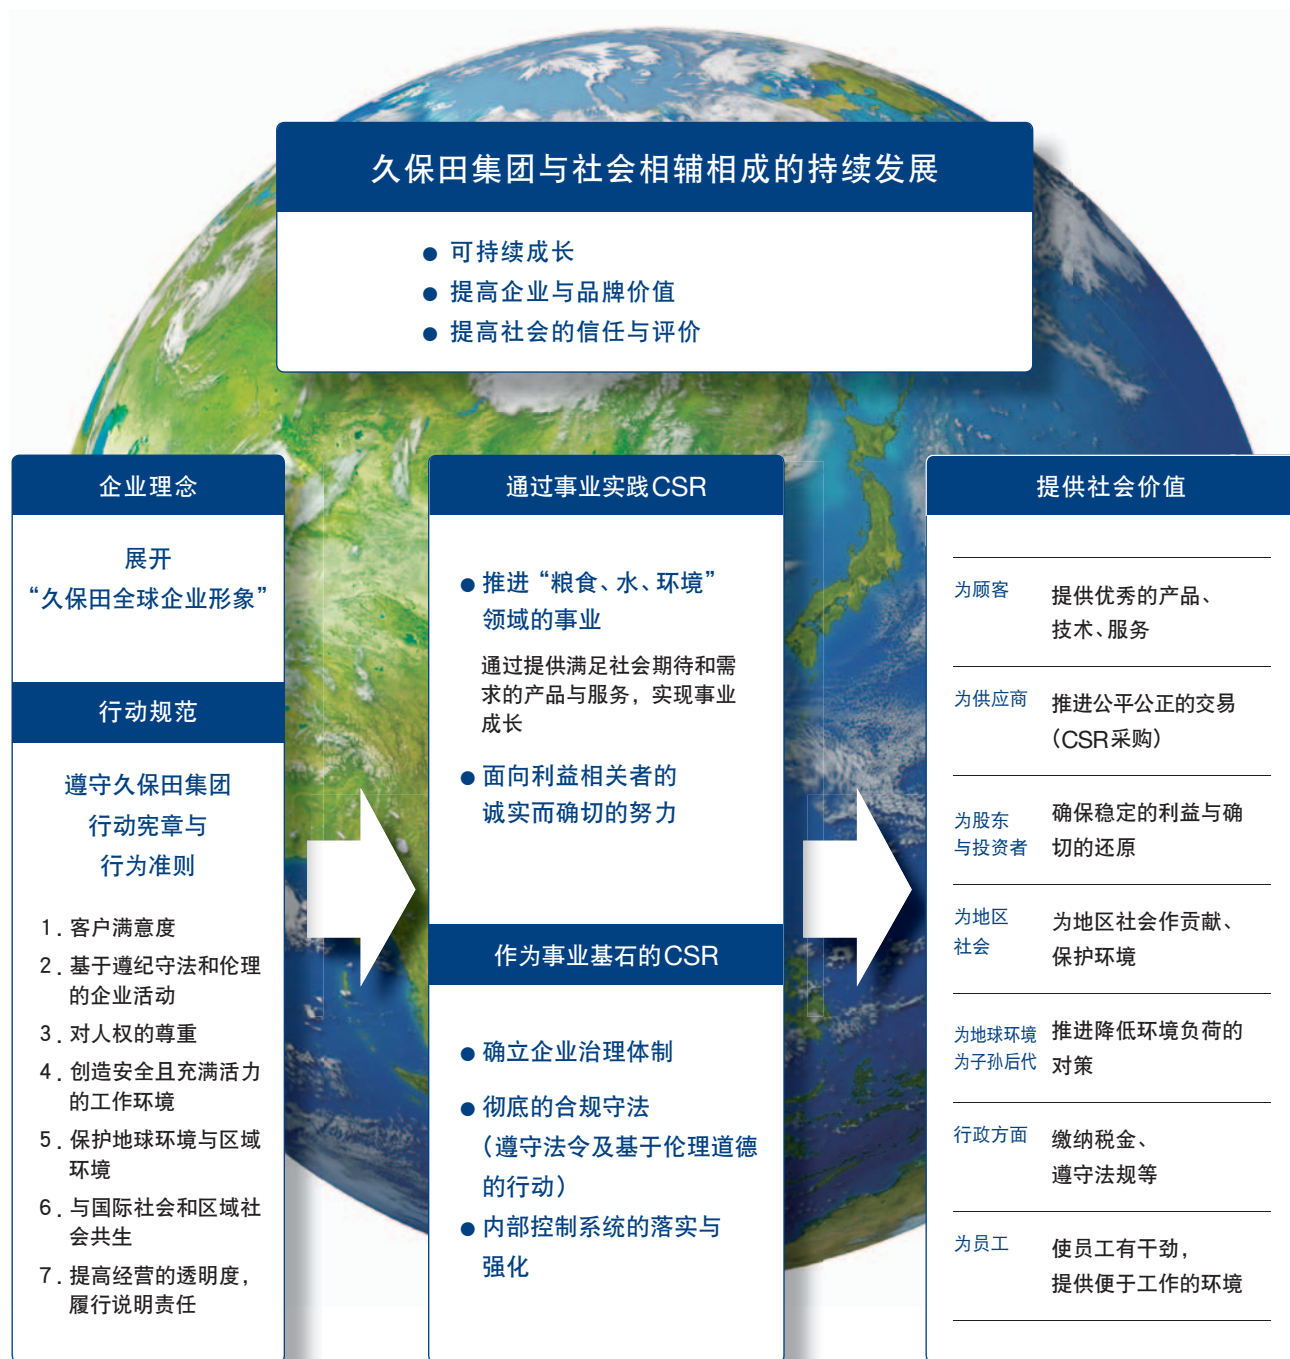 久保田集团与社会相辅相成的持续发展
● 可持续成长
● 提高企业与品牌价值
● 提高社会的信任与评价
企业理念
展开
“久保田全球企业形象”
行动规范
遵守久保田集团
行动宪章与
行为准则
1. 客户满意度
2. 基于遵纪守法和伦理
的企业活动
3. 对人权的尊重
4. 创造安全且充满活力
的工作环境
5. 保护地球环境与区域
环境
6. 与国际社会和区域社
会共生
7. 提高经营的透明度，
履行说明责任
通过事业实践CSR
● 推进“粮食、水、环境”
领域的事业
通过提供满足社会期待和需
求的产品与服务，实现事业
成长
● 面向利益相关者的
诚实而确切的努力
作为事业基石的CSR
● 确立企业治理体制
● 彻底的合规守法
（遵守法令及基于伦理道德
的行动）
● 内部控制系统的落实与
强化
提供社会价值
为顾客
提供优秀的产品、
技术、服务
为供应商
推进公平公正的交易
（CSR采购）
为股东
与投资者
确保稳定的利益与确
切的还原
为地区
社会
为地区社会作贡献、
保护环境
为地球环境
为子孙后代
推进降低环境负荷的
对策
行政方面
缴纳税金、
遵守法规等
为员工
使员工有干劲，
提供便于工作的环境